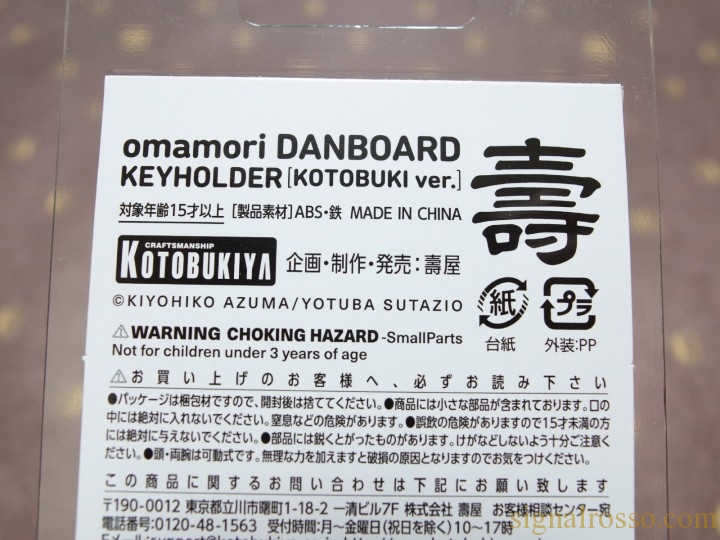 omamori DANBOARD
KEYHOLDER [KOTOBUKI ver.]
壽
対象年齢15才以上 [製品素材] ABS・鉄 MADE IN CHINA
CRAFTSMANSHIP
KOTOBUKIYA
企画・制作・発売：壽屋
紙
台紙
プラ
外装:PP
©KIYOHIKO AZUMA/YOTUBA SUTAZIO
⚠WARNING CHOKING HAZARD -SmallParts
Not for children under 3 years of age
⚠お買い上げのお客様へ、必ずお読み下さい
●パッケージは梱包材ですので、開封後は捨ててください。●商品には小さな部品が含まれております。口の
中には絶対に入れないでください。窒息などの危険があります。●誤飲の危険がありますので15才未満の方
には絶対に与えないでください。●部品には鋭くとがったものがあります。けがなどしないよう十分ご注意く
ださい。●頭・両腕は可動式です。無理な力を加えますと破損の原因となりますのでお気をつけください。
この商品に関するお問い合わせは下記にお願い致します
〒190-0012 東京都立川市曙町1-18-2 一清ビル7F 株式会社 壽屋 お客様相談センター宛
電話番号:0120-48-1563 受付時間:月～金曜日(祝日を除く)10～17時
signalrosso.com